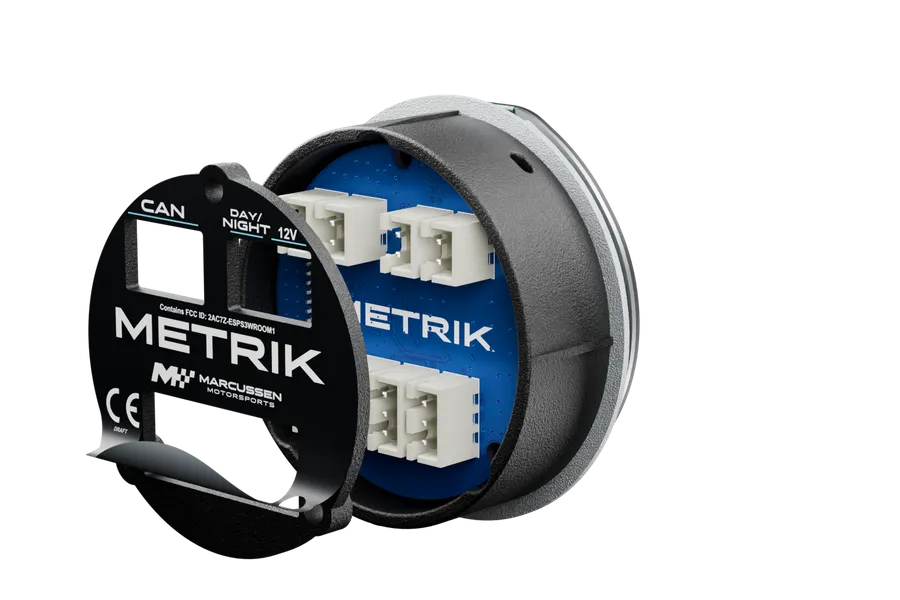 CAN
DAY/
NIGHT
12V
Contains FCC ID: 2AC7Z-ESPS3WROOM1
METRIK
MARCUSSEN
MOTORSPORTS
CE
DRAFT
METRIK